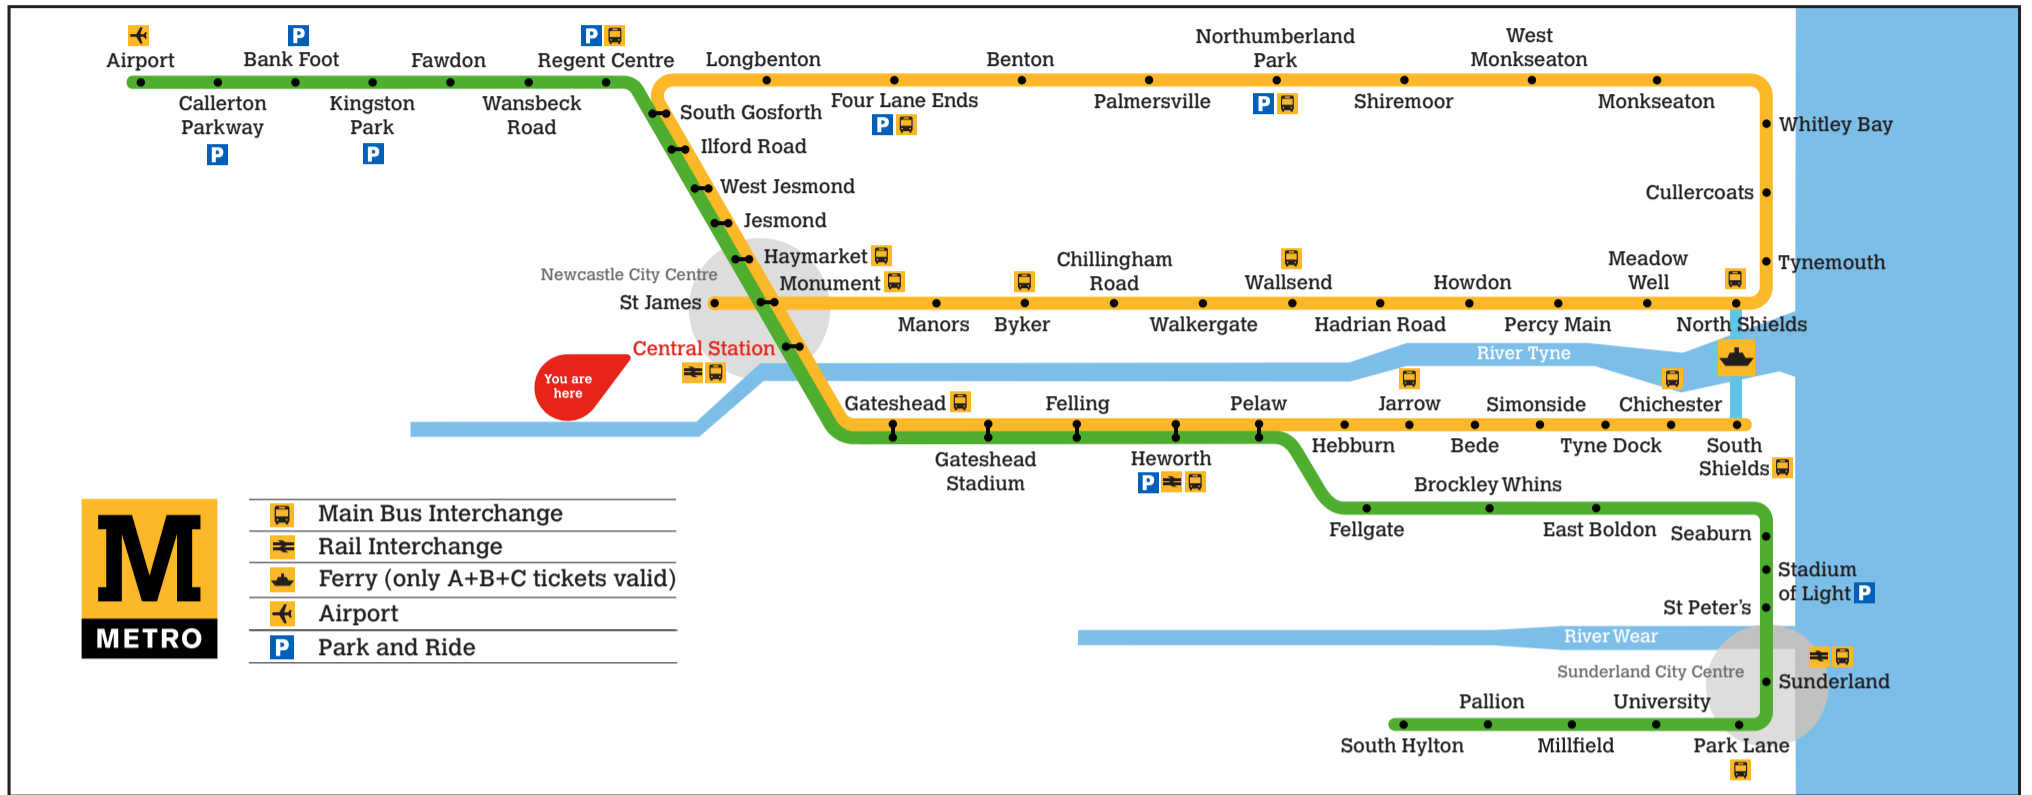 Airport
Callerton
Parkway
P
P
Bank Foot
Kingston
Park
P
Fawdon
Wansbeck
Road
P
Regent Centre
Longbenton
Four Lane Ends
P
Benton
Palmersville
Northumberland
Park
P
Shiremoor
West
Monkseaton
Monkseaton
Whitley Bay
Cullercoats
Tynemouth
South Gosforth
Ilford Road
West Jesmond
Jesmond
Haymarket
Newcastle City Centre
Monument
St James
Manors
Byker
Chillingham
Road
Walkergate
Wallsend
Hadrian Road
Howdon
Percy Main
Meadow
Well
North Shields
Central Station
You are
here
River Tyne
Gateshead
Gateshead
Stadium
Felling
Heworth
P
Pelaw
Hebburn
Jarrow
Bede
Simonside
Tyne Dock
Chichester
South
Shields
Fellgate
Brockley Whins
East Boldon
Seaburn
Stadium
of Light P
St Peter's
River Wear
Sunderland City Centre
Sunderland
Park Lane
University
Millfield
Pallion
South Hylton
M
METRO
Main Bus Interchange
Rail Interchange
Ferry (only A+B+C tickets valid)
Airport
P Park and Ride